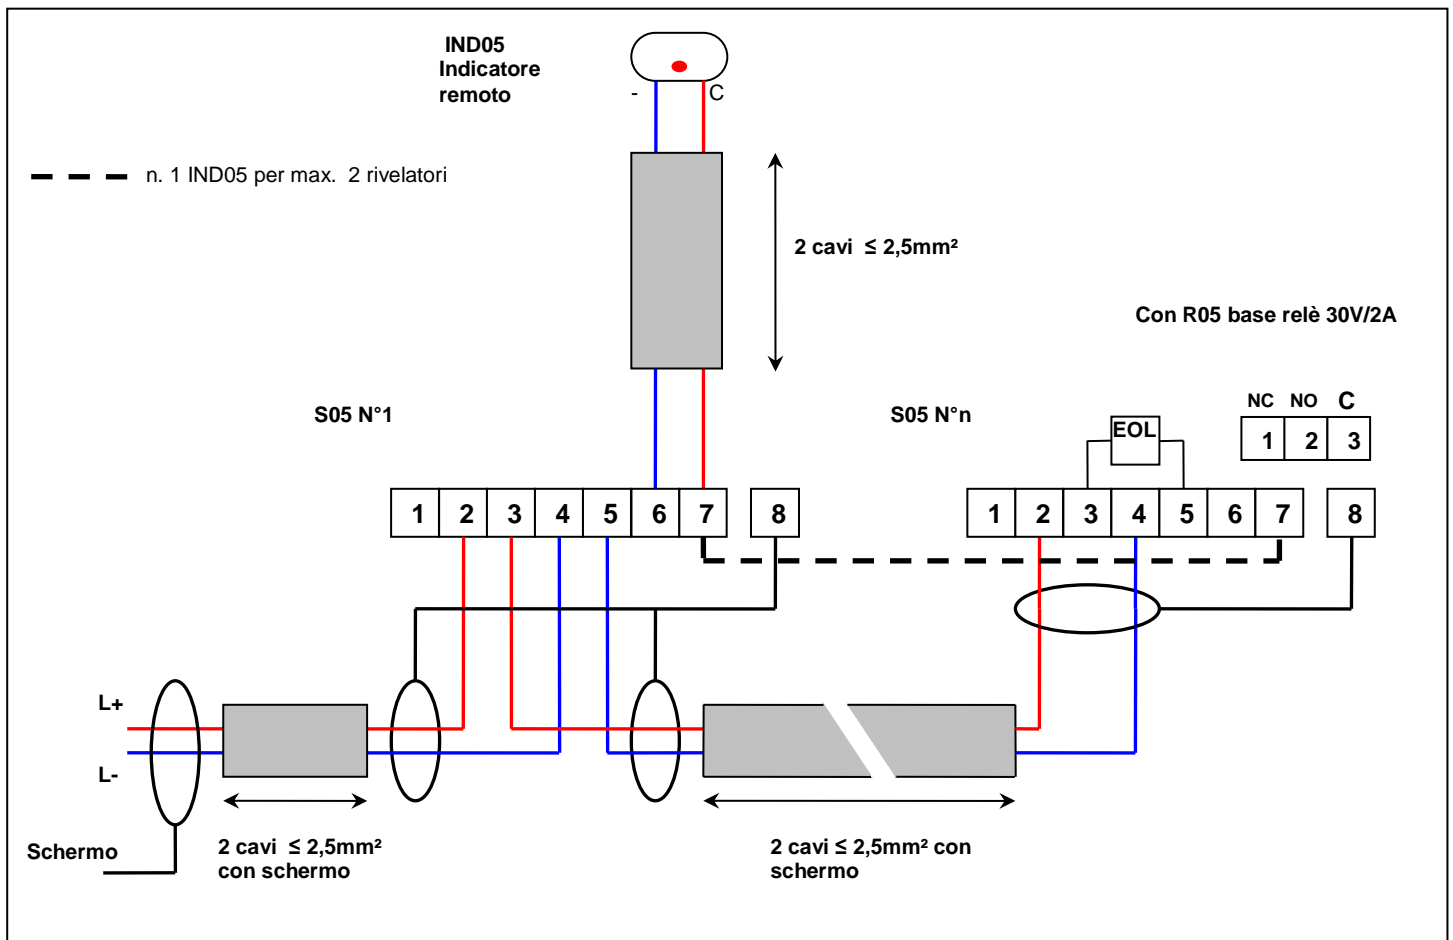 IND05
Indicatore
remoto
- C
n. 1 IND05 per max. 2 rivelatori
2 cavi ≤ 2,5mm²
Con R05 base relè 30V/2A
S05 N°1
S05 N°n
NC NO C
1 2 3
EOL
1 2 3 4 5 6 7 8
1 2 3 4 5 6 7 8
L+
L-
Schermo
2 cavi ≤ 2,5mm²
con schermo
2 cavi ≤ 2,5mm² con
schermo